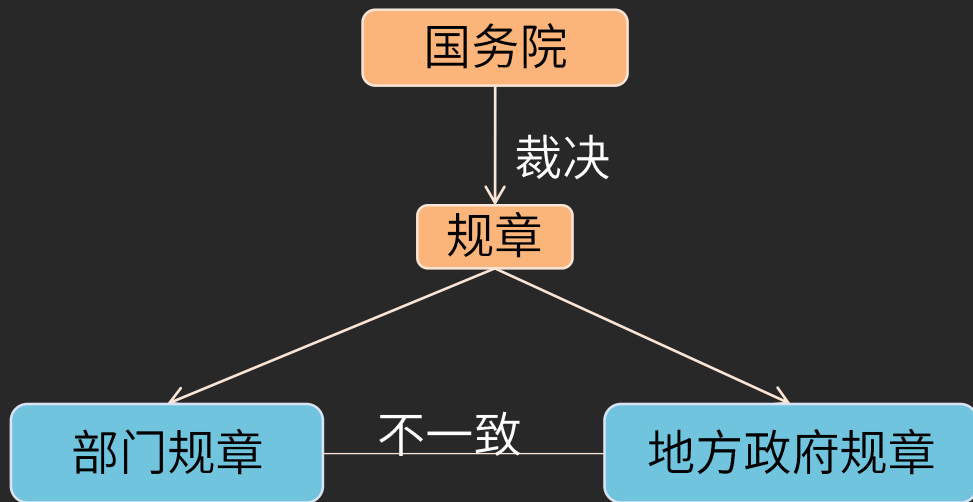 国务院
裁决
规章
不一致
部门规章
地方政府规章